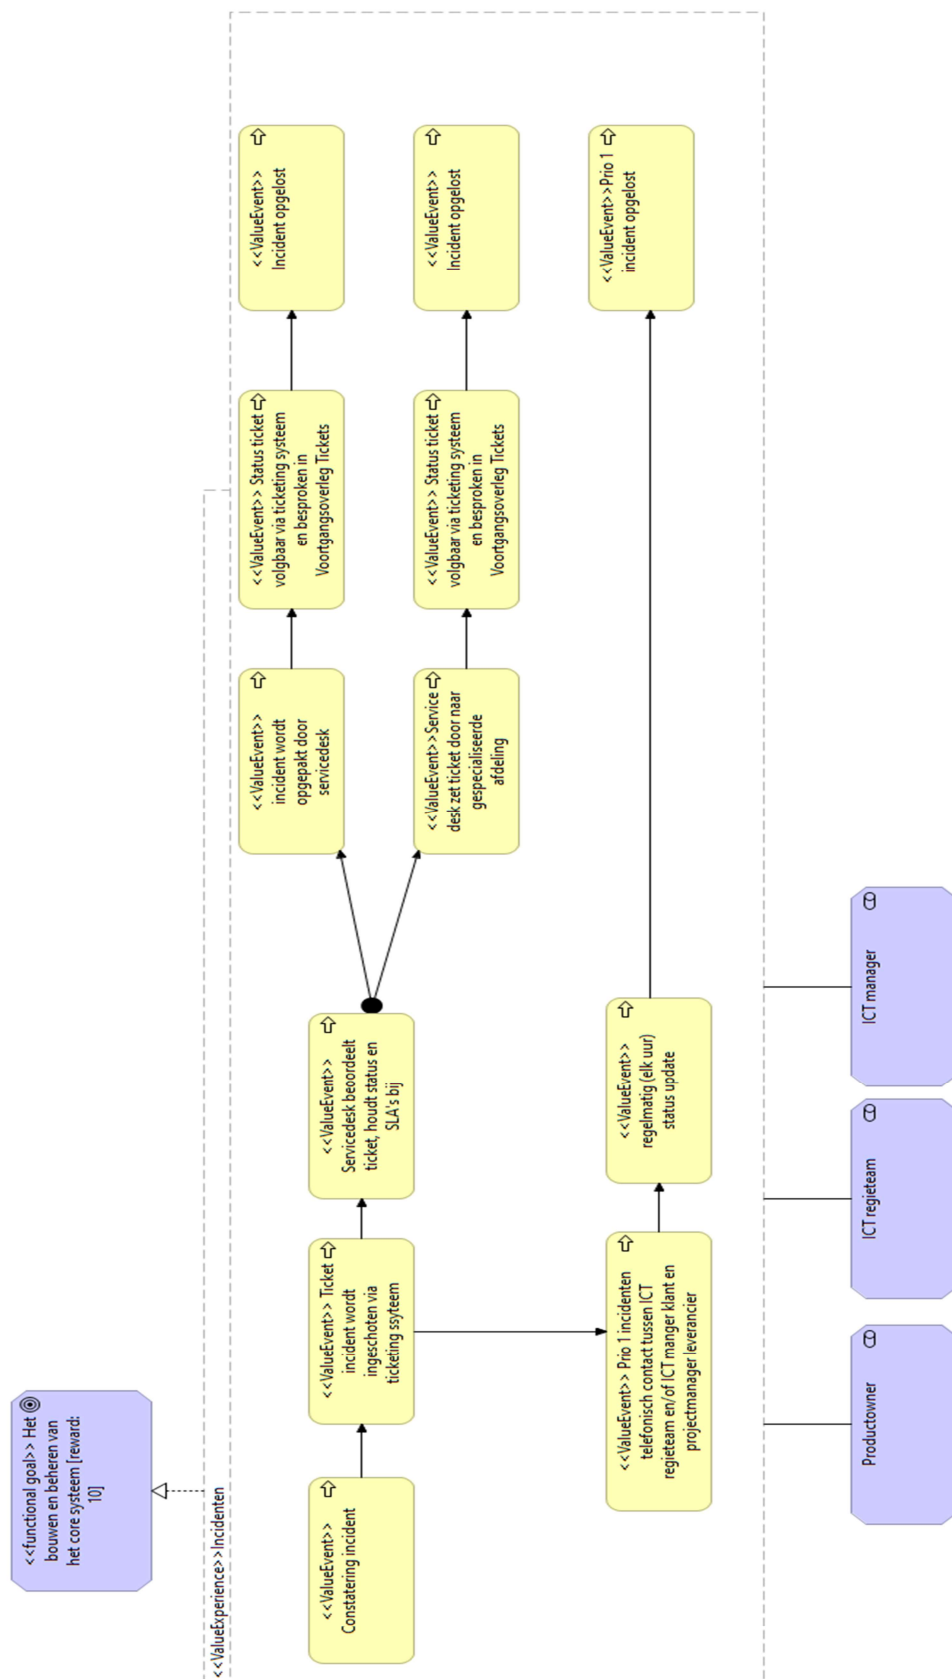 <<functional goal>> Het
bouwen en beheren van
het core systeem [reward:
10]
<<ValueExperience>>Incidenten
<<ValueEvent>>
Constatering incident
<<ValueEvent>> Ticket
incident wordt
ingeschoten via
ticketing ssyteem
<<ValueEvent>>
Servicedesk beoordeelt
ticket, houdt status en
SLA's bij
<<ValueEvent>>
incident wordt
opgepakt door
servicedesk
<<ValueEvent>> Status ticket
volgbaar via ticketing systeem
en besproken in
Voortgangsoverleg Tickets
<<ValueEvent>>
Incident opgelost
<<ValueEvent>>Service
desk zet ticket door naar
gespecialiseerde
afdeling
<<ValueEvent>> Status ticket
volgbaar via ticketing systeem
en besproken in
Voortgangsoverleg Tickets
<<ValueEvent>>
Incident opgelost
<<ValueEvent>> Prio 1 incidenten
telefonisch contact tussen ICT
regieteam en/of ICT manger klant en
projectmanager leverancier
<<ValueEvent>>
regelmatig (elk uur)
status update
<<ValueEvent>>Prio 1
incident opgelost
Productowner
ICT regieteam
ICT manager